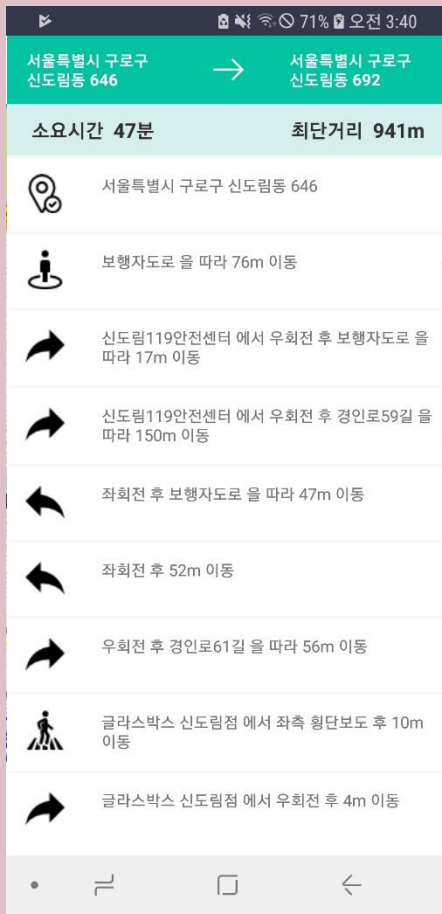 71% 오전 3:40
서울특별시 구로구
신도림동 646
서울특별시 구로구
신도림동 692
소요시간 47분
최단거리 941m
서울특별시 구로구 신도림동 646
보행자도로 을 따라 76m 이동
신도림119안전센터 에서 우회전 후 보행자도로 을
따라 17m 이동
신도림119안전센터 에서 우회전 후 경인로59길 을
따라 150m 이동
좌회전 후 보행자도로 을 따라 47m 이동
좌회전 후 52m 이동
우회전 후 경인로61길 을 따라 56m 이동
글라스박스 신도림점 에서 좌측 횡단보도 후 10m
이동
글라스박스 신도림점 에서 우회전 후 4m 이동